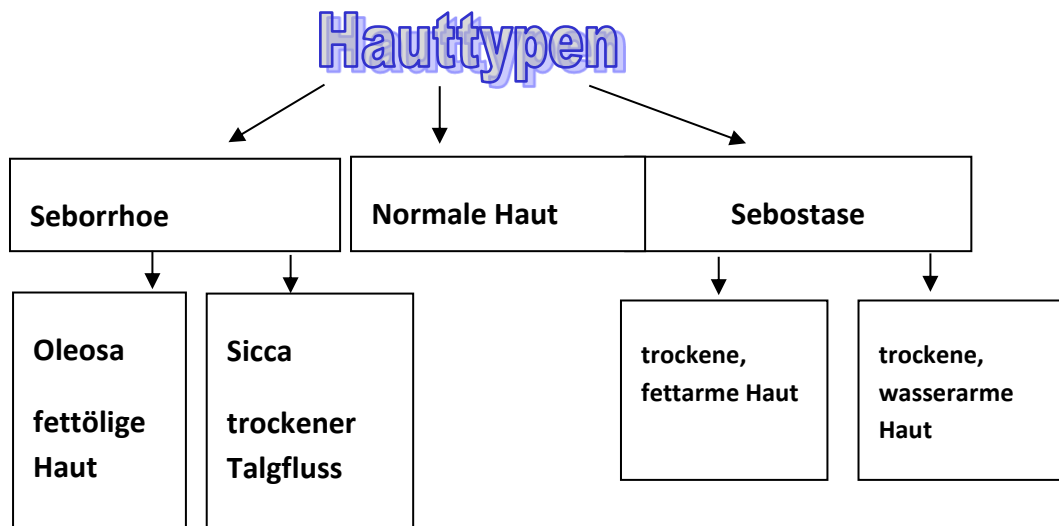 Hauttypen
Seborrhoe
Normale Haut
Sebostase
Oleosa
fettölige
Haut
Sicca
trockener
Talgfluss
trockene,
fettarme Haut
trockene,
wasserarme
Haut